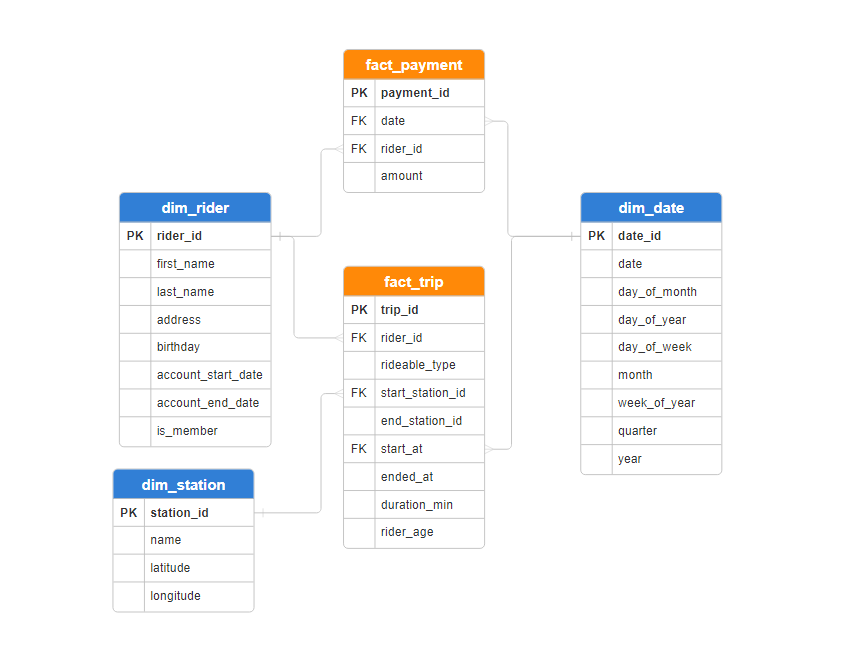 fact_payment
PK payment_id
FK date
FK rider_id
amount
dim_rider
PK rider_id
first_name
last_name
address
birthday
account_start_date
account_end_date
is_member
dim_date
PK date_id
date
day_of_month
day_of_year
day_of_week
month
week_of_year
quarter
year
fact_trip
PK trip_id
FK rider_id
rideable_type
FK start_station_id
end_station_id
FK start_at
ended_at
duration_min
rider_age
dim_station
PK station_id
name
latitude
longitude